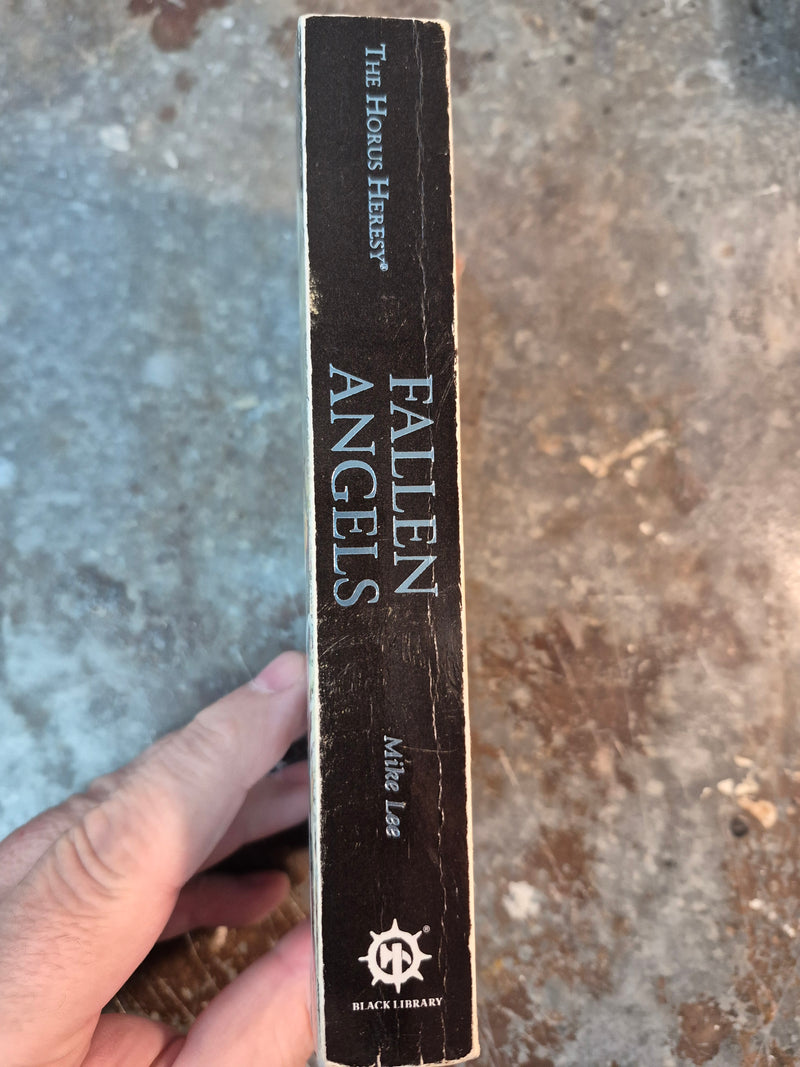 THE HORUS HERESY®
FALLEN
ANGELS
Mike Lee
®
BLACK LIBRARY